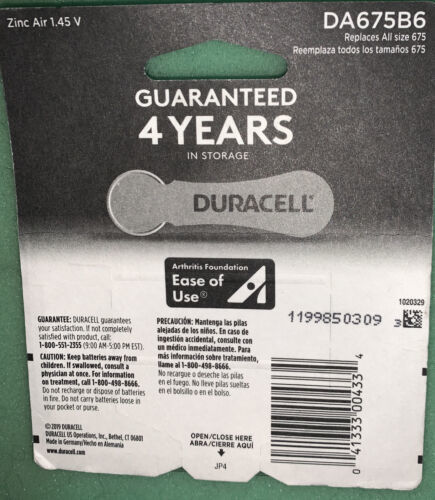 Zinc Air 1.45 V
DA675B6
Replaces All size 675
Reemplaza todos los tamaños 675
GUARANTEED
4 YEARS
IN STORAGE
DURACELL®
Arthritis Foundation
Ease of
Use®
1020329
1199850309
3
GUARANTEE: DURACELL guarantees
your satisfaction. If not completely
satisfied with product, call:
1-800-551-2355 (9:00 AM-5:00 PM EST).
CAUTION: Keep batteries away from
children. If swallowed, consult a
physician at once. For information
on treatment, call 1-800-498-8666.
Do not recharge or dispose of batteries
in fire. Do not carry batteries loose in
your pocket or purse.
©2019 DURACELL
DURACELL US Operations, Inc., Bethel, CT 06801
Made in Germany/Hecho en Alemania
www.duracell.com
PRECAUCIÓN: Mantenga las pilas
alejadas de los niños. En caso de
ingestión accidental, consulte con
un médico inmediatamente. Para
más información sobre tratamiento,
llame al 1-800-498-8666.
No recargue o deseche las pilas
en el fuego. No lleve pilas sueltas
en el bolsillo o en el bolso.
OPEN/CLOSE HERE
ABRA/CIERRE AQUÍ
JP4
0 41333 00433 4